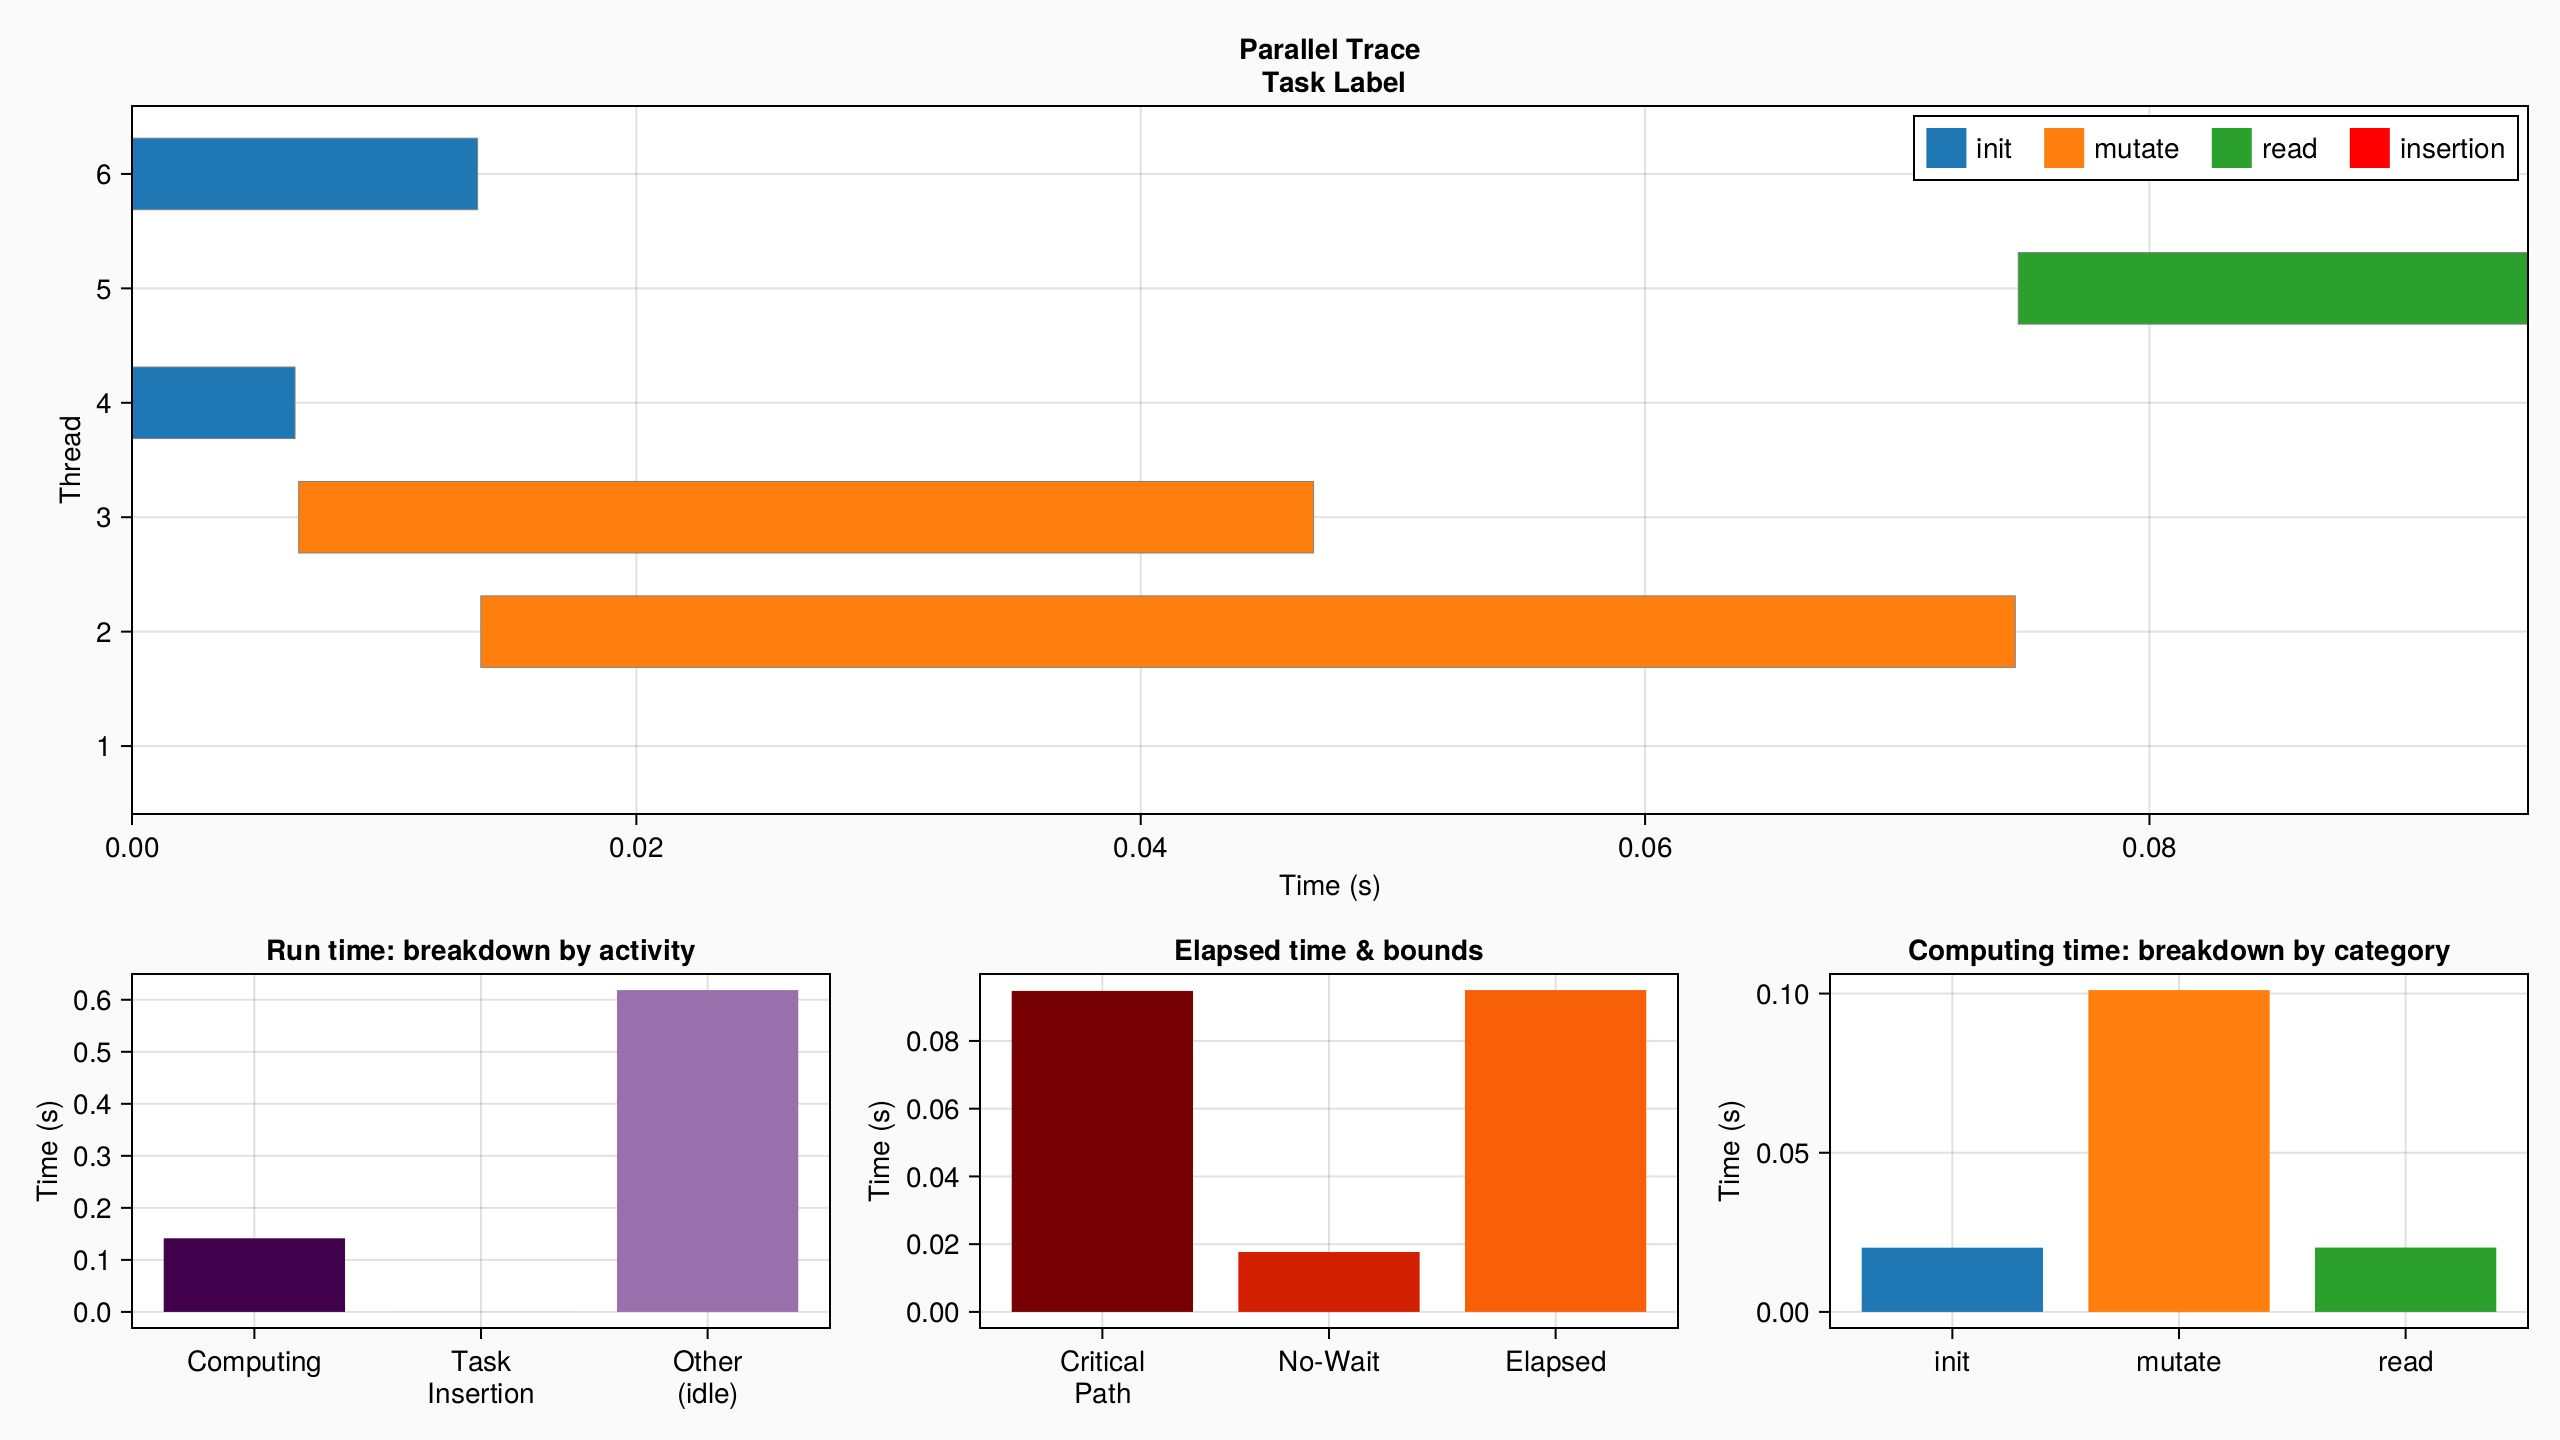 Parallel Trace
Task Label
init mutate read insertion
6
5
4
3
2
1
Thread
0.00 0.02 0.04 0.06 0.08
Time (s)
Run time: breakdown by activity
0.6
0.5
0.4
0.3
0.2
0.1
0.0
Time (s)
Computing Task Insertion Other (idle)
Elapsed time & bounds
0.08
0.06
0.04
0.02
0.00
Time (s)
Critical Path No-Wait Elapsed
Computing time: breakdown by category
0.10
0.05
0.00
Time (s)
init mutate read